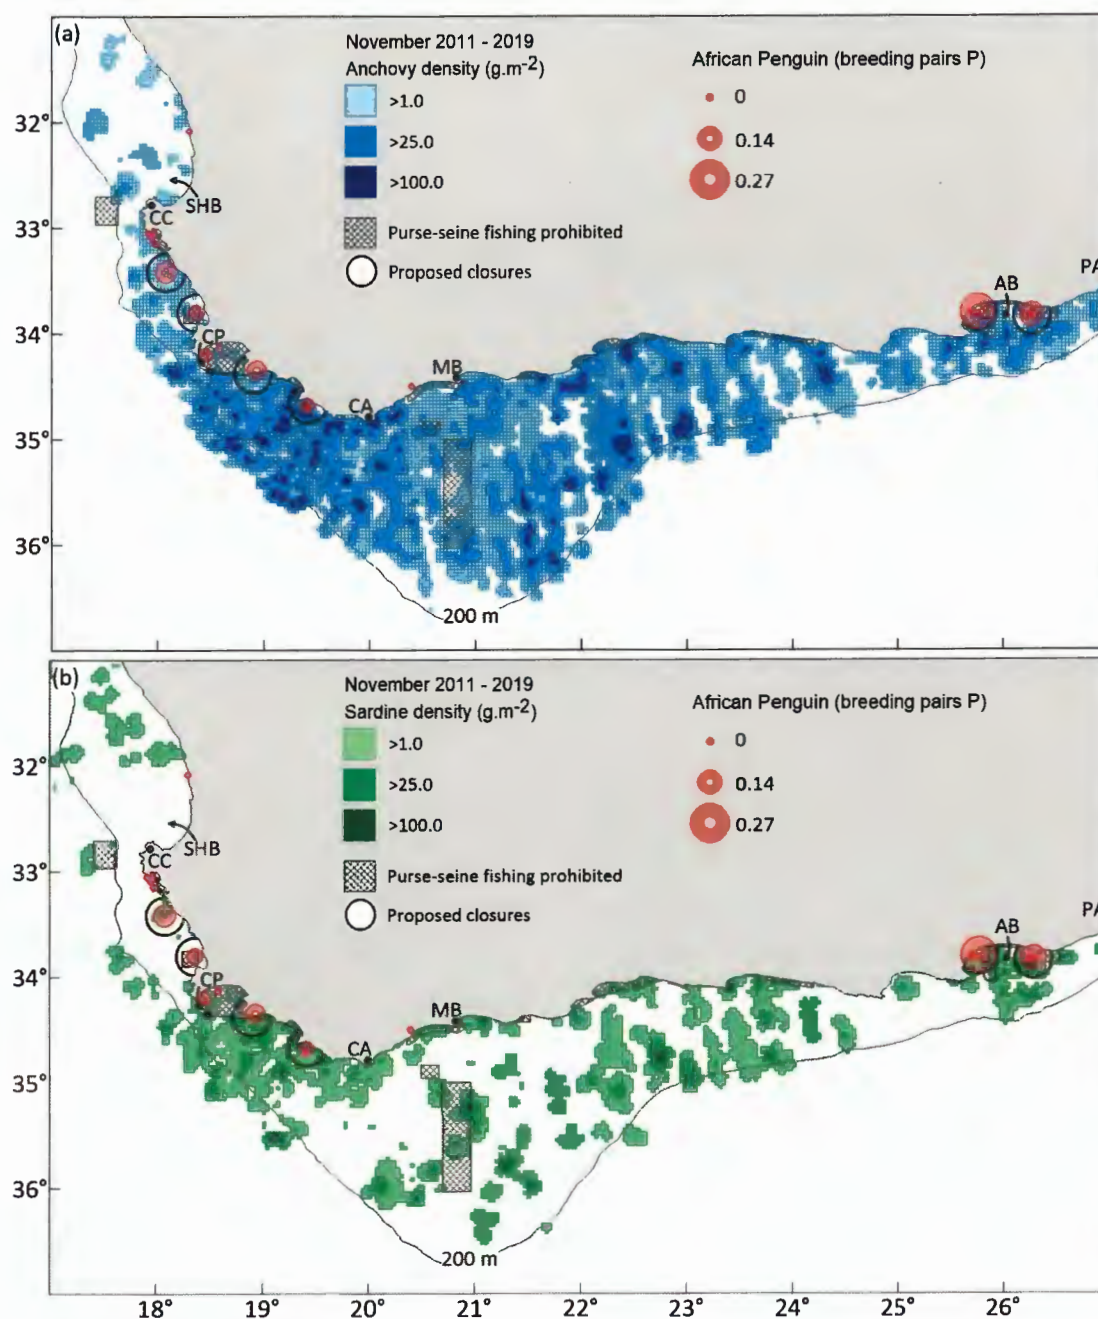 (a)
November 2011 - 2019
Anchovy density (g.m-2)
>1.0
>25.0
>100.0
Purse-seine fishing prohibited
Proposed closures
African Penguin (breeding pairs P)
0
0.14
0.27
32°
33°
34°
35°
36°
SHB
CC
CP
CA
MB
AB
PA
200 m
(b)
November 2011 - 2019
Sardine density (g.m-2)
>1.0
>25.0
>100.0
Purse-seine fishing prohibited
Proposed closures
African Penguin (breeding pairs P)
0
0.14
0.27
32°
33°
34°
35°
36°
SHB
CC
CP
CA
MB
AB
PA
200 m
18° 19° 20° 21° 22° 23° 24° 25° 26°